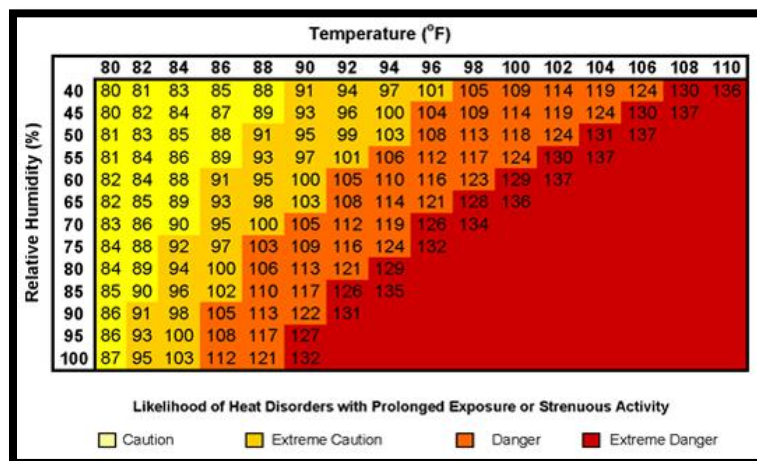 Temperature (°F)
80 82 84 86 88 90 92 94 96 98 100 102 104 106 108 110
Relative Humidity (%)
40 80 81 83 85 88 91 94 97 101 105 109 114 119 124 130 136
45 80 82 84 87 89 93 96 100 104 109 114 119 124 130 137
50 81 83 85 88 91 95 99 103 108 113 118 124 131 137
55 81 84 86 89 93 97 101 106 112 117 124 130 137
60 82 84 88 91 95 100 105 110 116 123 129 137
65 82 85 89 93 98 103 108 114 121 128 136
70 83 86 90 95 100 105 112 119 126 134
75 84 88 92 97 103 109 116 124 132
80 84 89 94 100 106 113 121 129
85 85 90 96 102 110 117 126 135
90 86 91 98 105 113 122 131
95 86 93 100 108 117 127
100 87 95 103 112 121 132
Likelihood of Heat Disorders with Prolonged Exposure or Strenuous Activity
Caution Extreme Caution Danger Extreme Danger